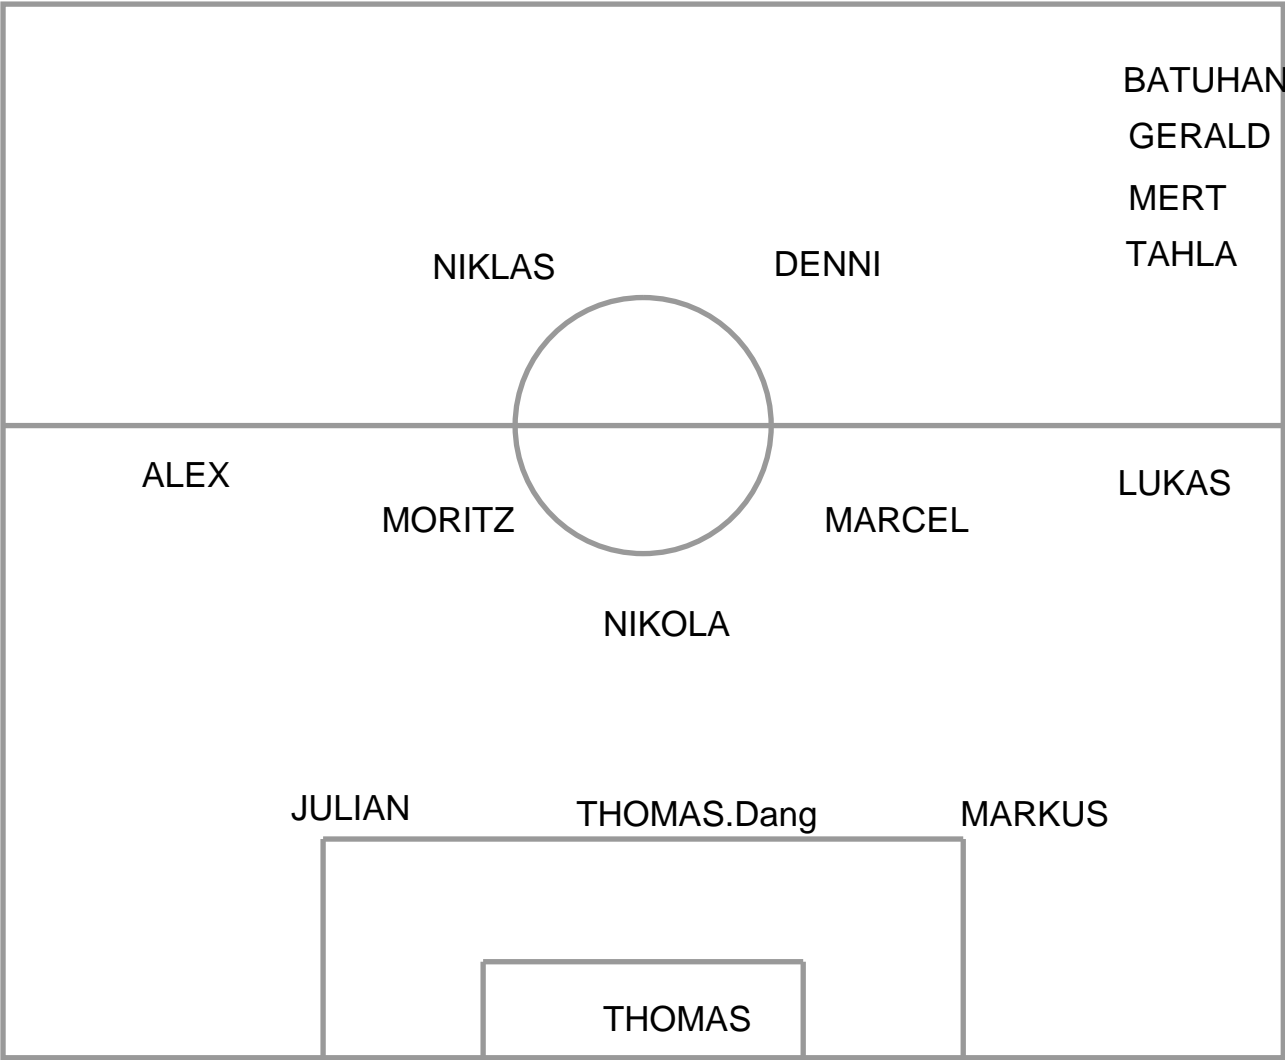 BATUHAN
GERALD
MERT
TAHLA
NIKLAS
DENNI
ALEX
LUKAS
MORITZ
MARCEL
NIKOLA
JULIAN
THOMAS.Dang
MARKUS
THOMAS